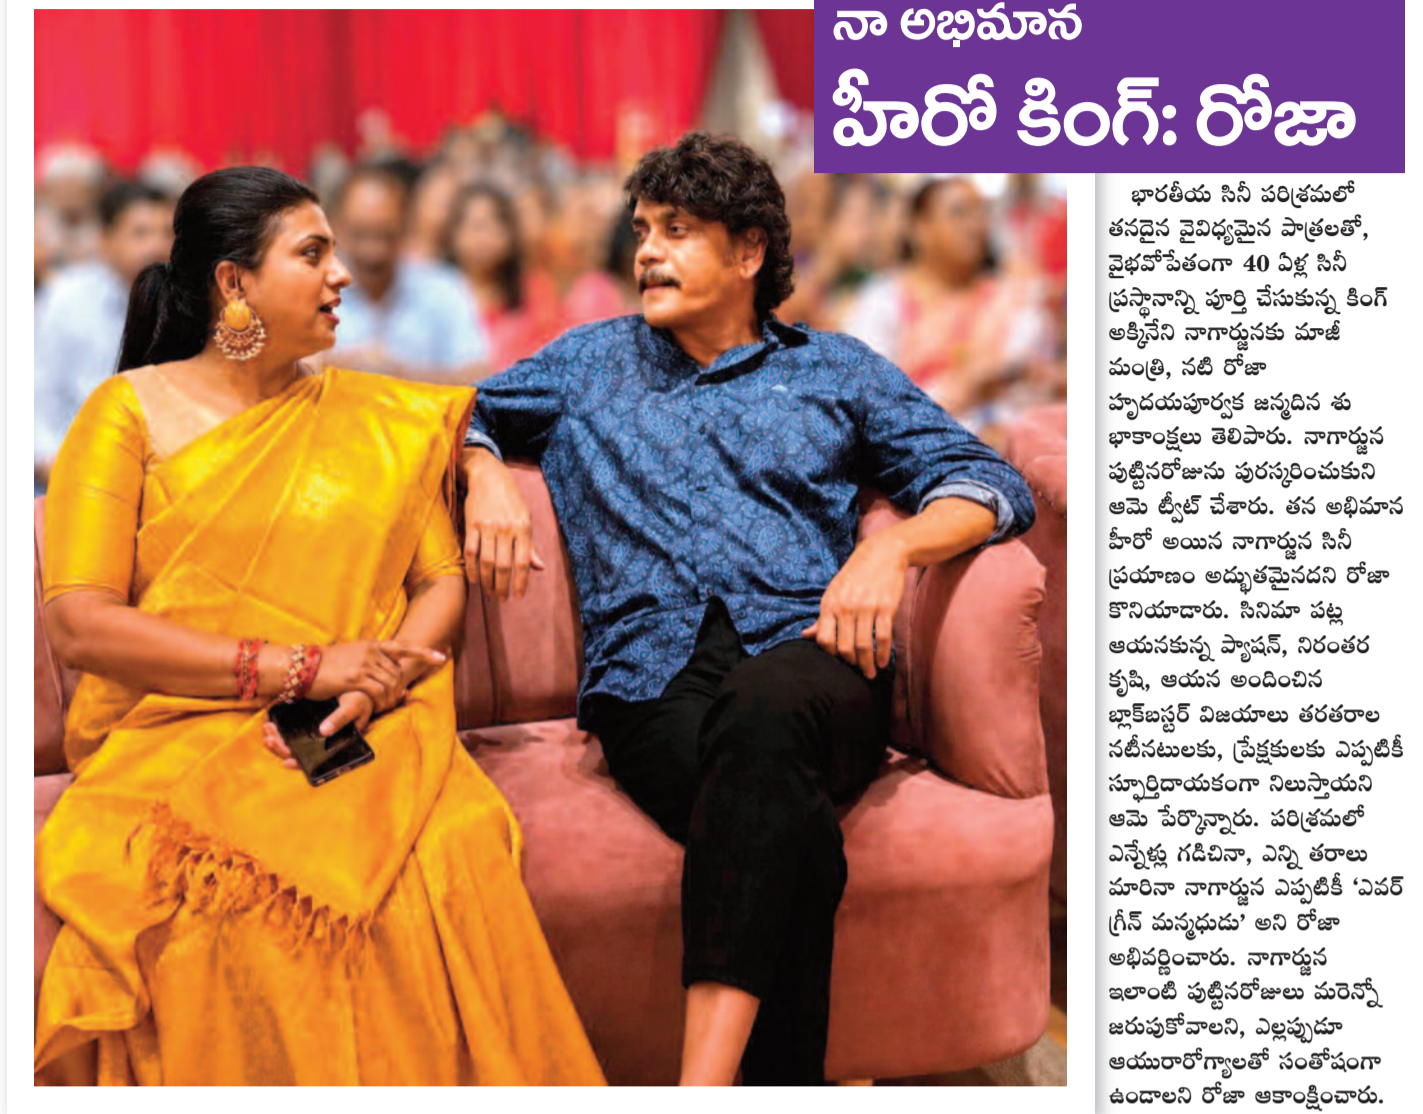 నా అభిమాన
హీరో కింగ్: రోజా
భారతీయ సినీ పరిశ్రమలో
తనదైన వైవిధ్యమైన పాత్రలతో,
వైభవోపేతంగా 40 ఏళ్ల సినీ
ప్రస్థానాన్ని పూర్తి చేసుకున్న కింగ్
అక్కినేని నాగార్జునకు మాజీ
మంత్రి, నటి రోజా
హృదయపూర్వక జన్మదిన శు
భాకాంక్షలు తెలిపారు. నాగార్జున
పుట్టినరోజును పురస్కరించుకుని
ఆమె ట్వీట్ చేశారు. తన అభిమాన
హీరో అయిన నాగార్జున సినీ
ప్రయాణం అద్భుతమైనదని రోజా
కొనియాడారు. సినిమా పట్ల
ఆయనకున్న ప్యాషన్, నిరంతర
కృషి, ఆయన అందించిన
బ్లాక్‌బస్టర్ విజయాలు తరతరాల
నటీనటులకు, ప్రేక్షకులకు ఎప్పటికీ
స్ఫూర్తిదాయకంగా నిలుస్తాయని
ఆమె పేర్కొన్నారు. పరిశ్రమలో
ఎన్నేళ్లు గడిచినా, ఎన్ని తరాలు
మారినా నాగార్జున ఎప్పటికీ ‘ఎవర్
గ్రీన్ మన్మధుడు’ అని రోజా
అభివర్ణించారు. నాగార్జున
ఇలాంటి పుట్టినరోజులు మరెన్నో
జరుపుకోవాలని, ఎల్లప్పుడూ
ఆయురారోగ్యాలతో సంతోషంగా
ఉండాలని రోజా ఆకాంక్షించారు.